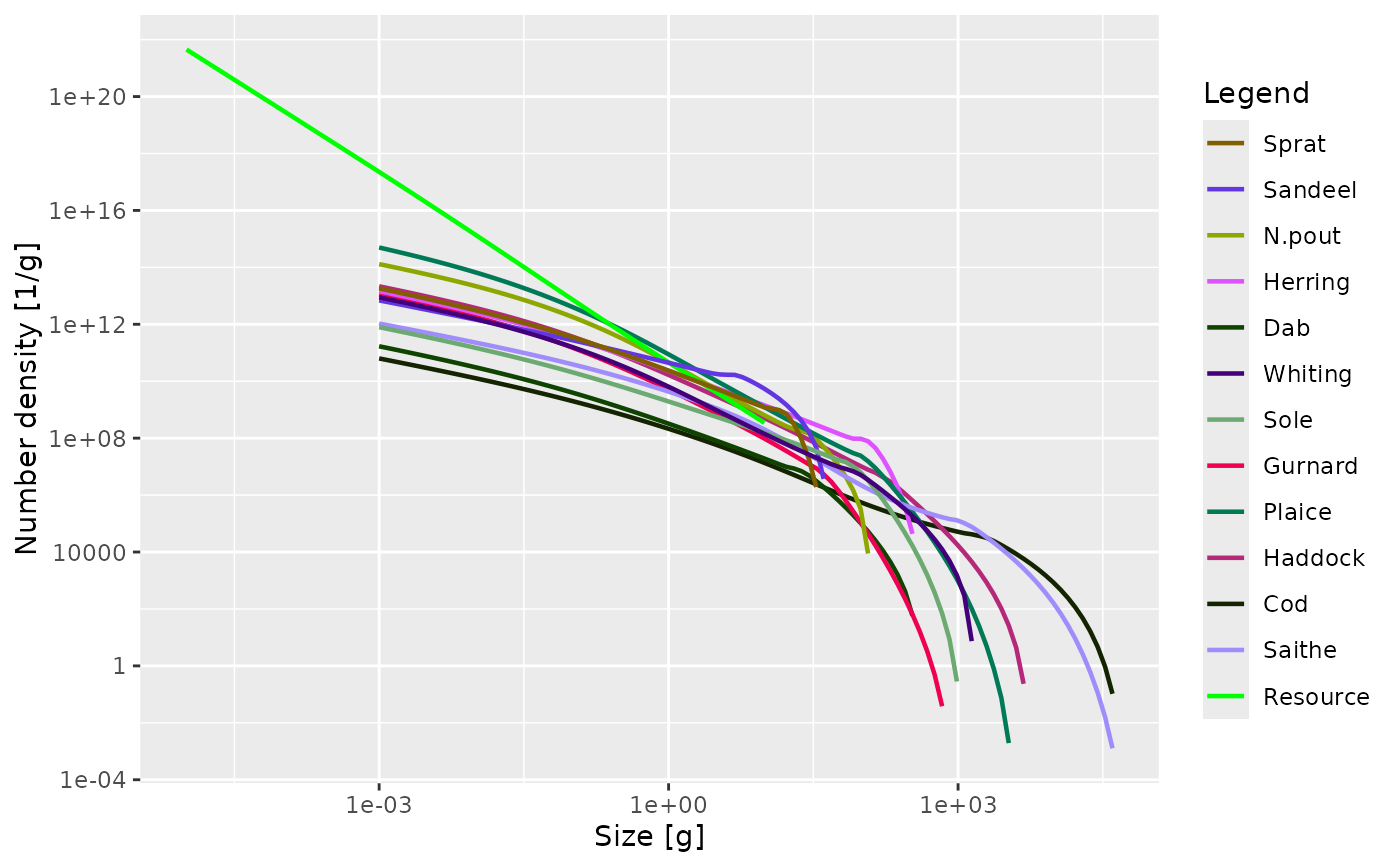 Number density [1/g]
1e+20
1e+16
1e+12
1e+08
10000
1
1e-04
1e-03
1e+00
1e+03
Size [g]
Legend
Sprat
Sandeel
N.pout
Herring
Dab
Whiting
Sole
Gurnard
Plaice
Haddock
Cod
Saithe
Resource